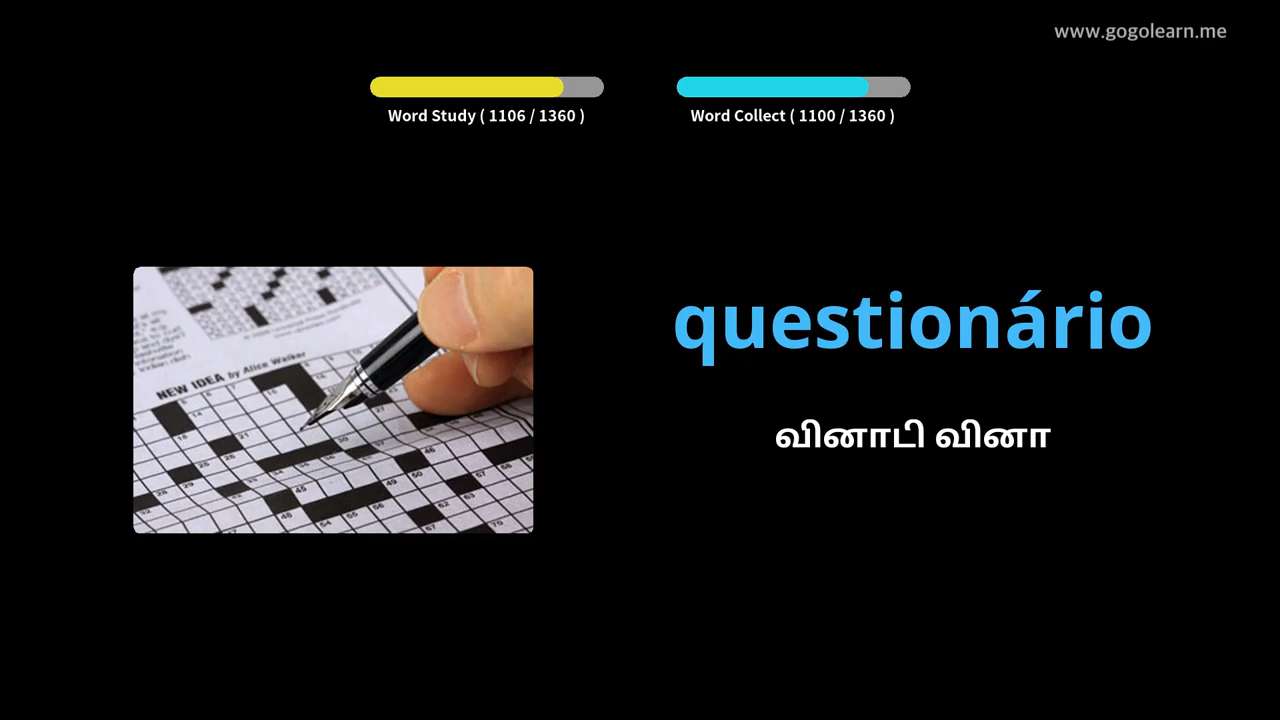 www.gogolearn.me
Word Study ( 1106 / 1360 )
Word Collect ( 1100 / 1360 )
NEW IDEA by Alice Walker
questionário
வினாடி வினா